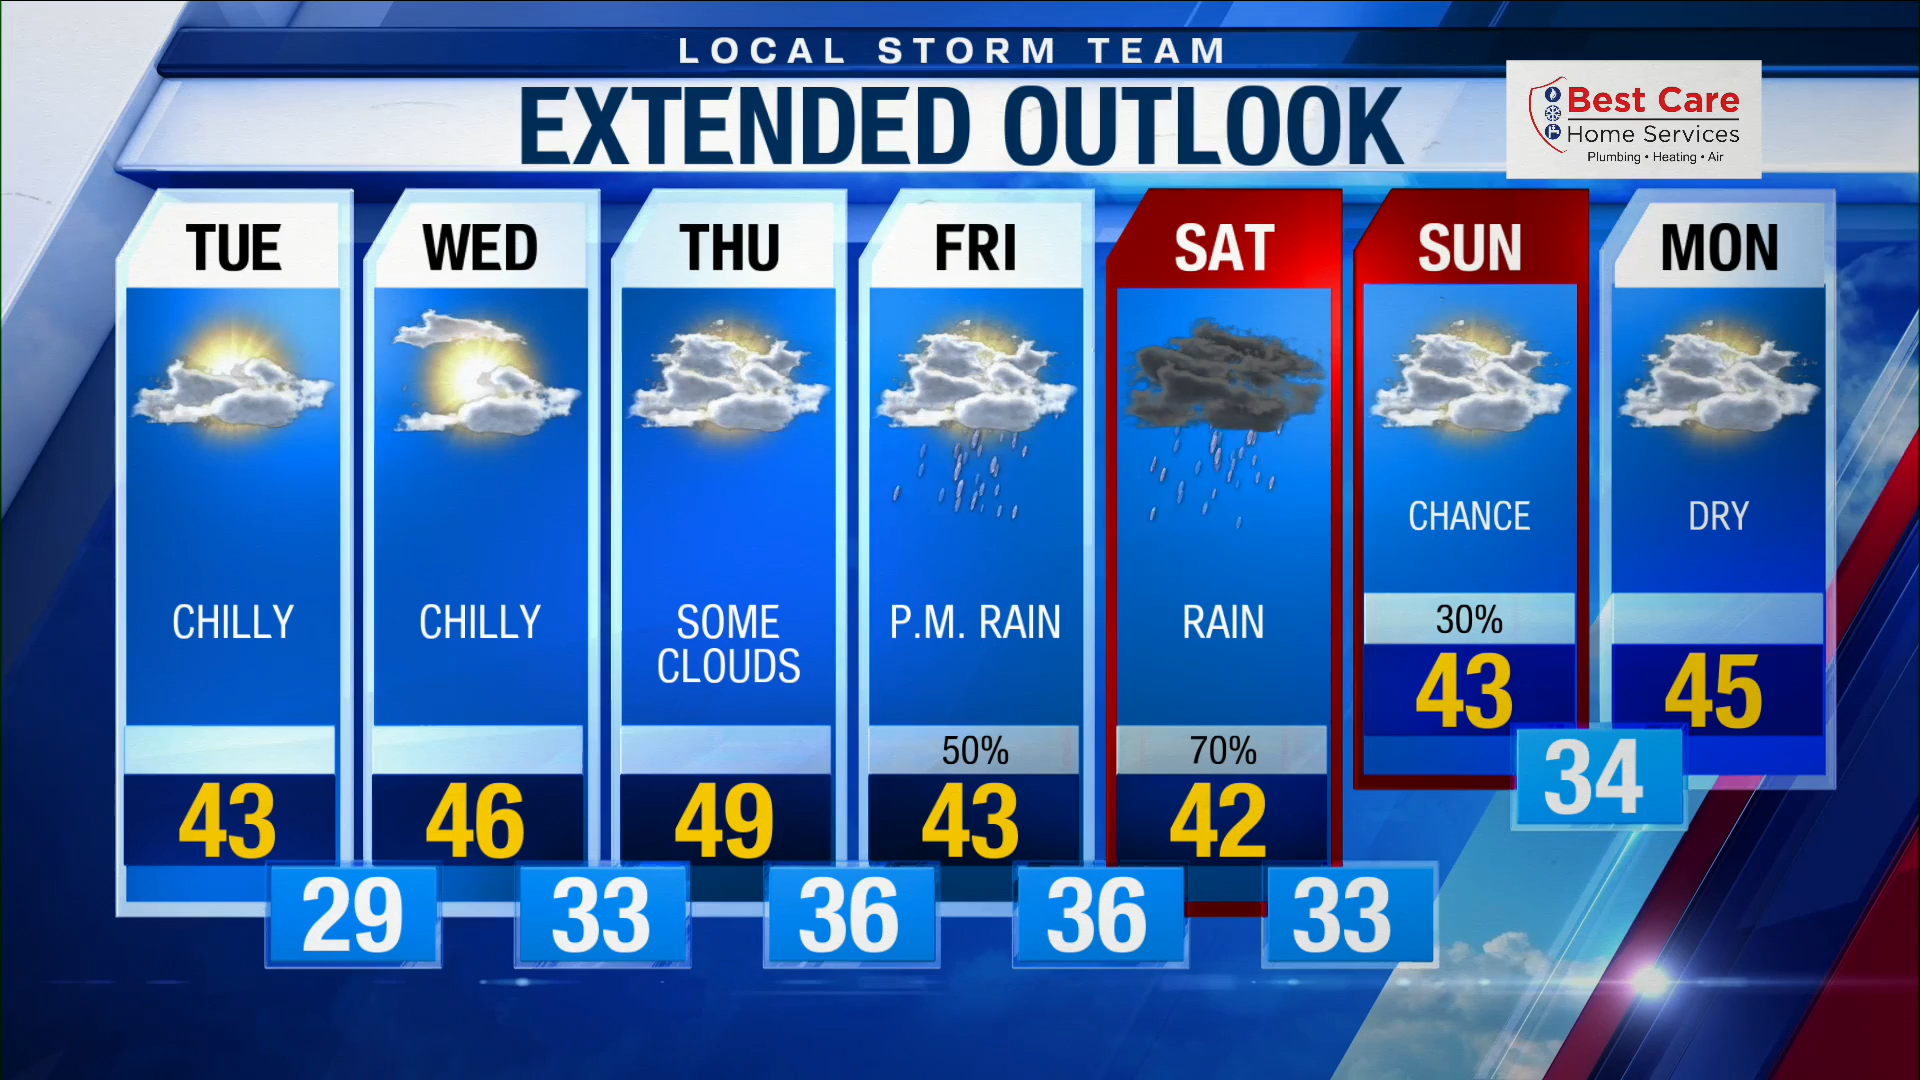 LOCAL STORM TEAM
EXTENDED OUTLOOK
Best Care
Home Services
Plumbing • Heating • Air
TUE
WED
THU
FRI
SAT
SUN
MON
CHILLY
CHILLY
SOME
CLOUDS
P.M. RAIN
RAIN
CHANCE
DRY
50%
70%
30%
43
46
49
43
42
43
45
29
33
36
36
33
34